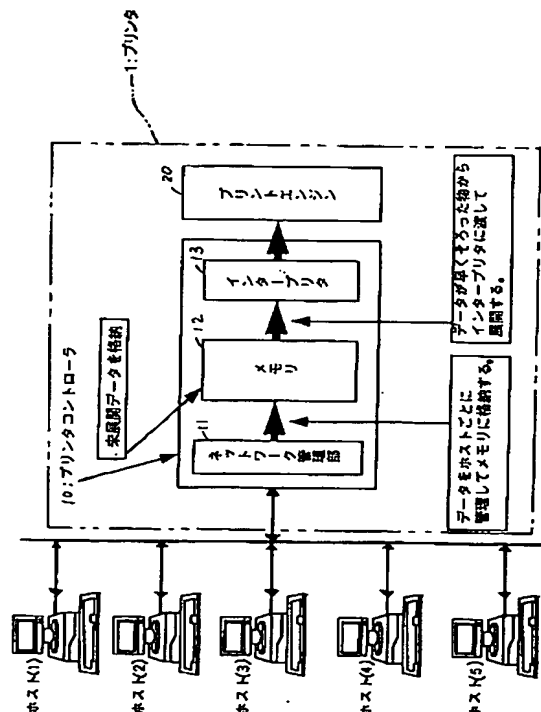 1:プリンタ
10:プリンタコントローラ
未展開データを格納
11
ネットワーク管理部
12
メモリ
13
インタープリタ
20
プリントエンジン
データをホストごとに
管理してメモリに格納する。
データが早くそろった物から
インタープリタに渡して
展開する。
ホスト(1)
ホスト(2)
ホスト(3)
ホスト(4)
ホスト(5)